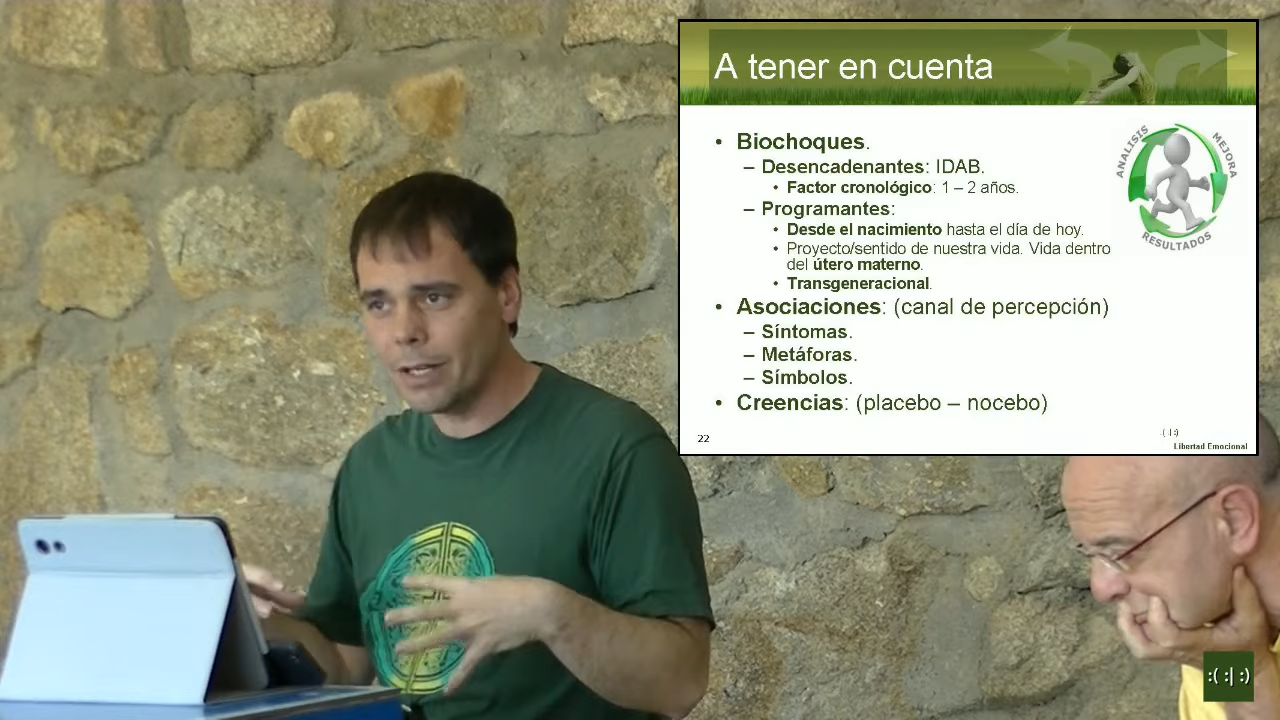 A tener en cuenta
• Biochoques.
– Desencadenantes: IDAB.
• Factor cronológico: 1 – 2 años.
– Programantes:
• Desde el nacimiento hasta el día de hoy.
• Proyecto/sentido de nuestra vida. Vida dentro
del útero materno.
• Transgeneracional.
• Asociaciones: (canal de percepción)
– Síntomas.
– Metáforas.
– Símbolos.
• Creencias: (placebo – nocebo)
ANALISIS
MEJORA
RESULTADOS
22
:( :| :)
Libertad Emocional
:( :| :)